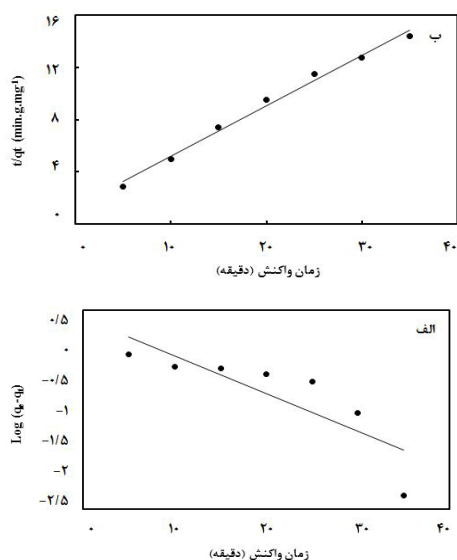 ب
t/qt (min.g.mg⁻¹)
۱۶
۱۲
۸
۴
۰
۰ ۱۰ ۲۰ ۳۰ ۴۰
زمان واکنش (دقیقه)
الف
Log (qe-qt)
۰/۵
۰
-۰/۵
-۱
-۱/۵
-۲
-۲/۵
۰ ۱۰ ۲۰ ۳۰ ۴۰
زمان واکنش (دقیقه)